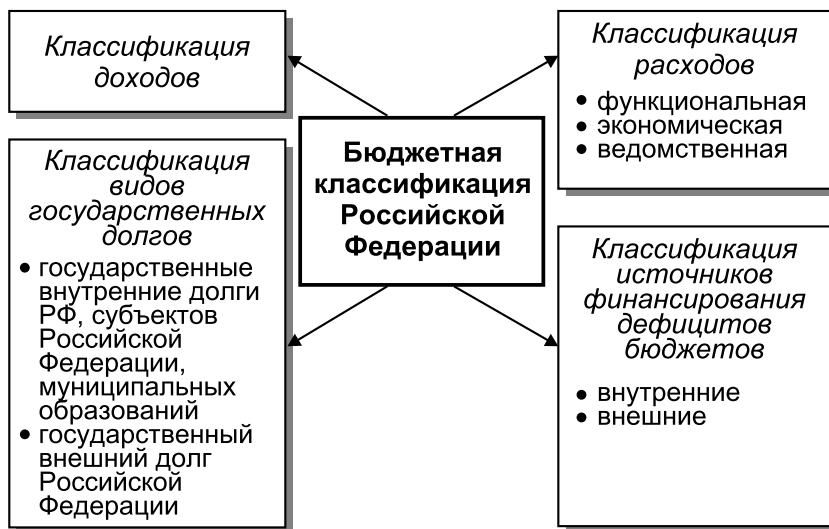 Классификация
доходов
Классификация
расходов
• функциональная
• экономическая
• ведомственная
Бюджетная
классификация
Российской
Федерации
Классификация
видов
государственных
долгов
• государственные
внутренние долги
РФ, субъектов
Российской
Федерации,
муниципальных
образований
• государственный
внешний долг
Российской
Федерации
Классификация
источников
финансирования
дефицитов
бюджетов
• внутренние
• внешние